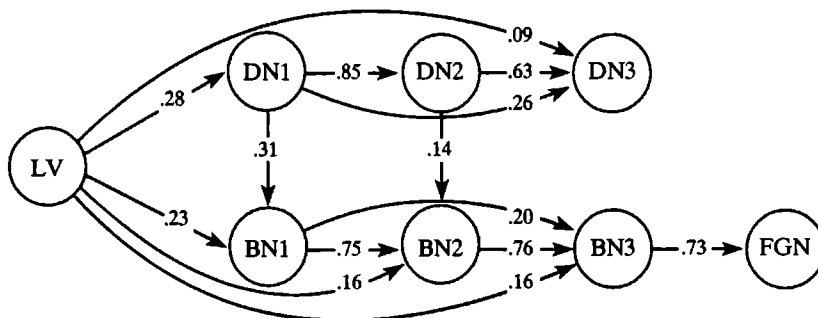 .09
DN1 .85 DN2 .63 DN3
.28 .26
.31 .14
LV
.23 .20
BN1 .75 BN2 .76 BN3 .73 FGN
.16 .16